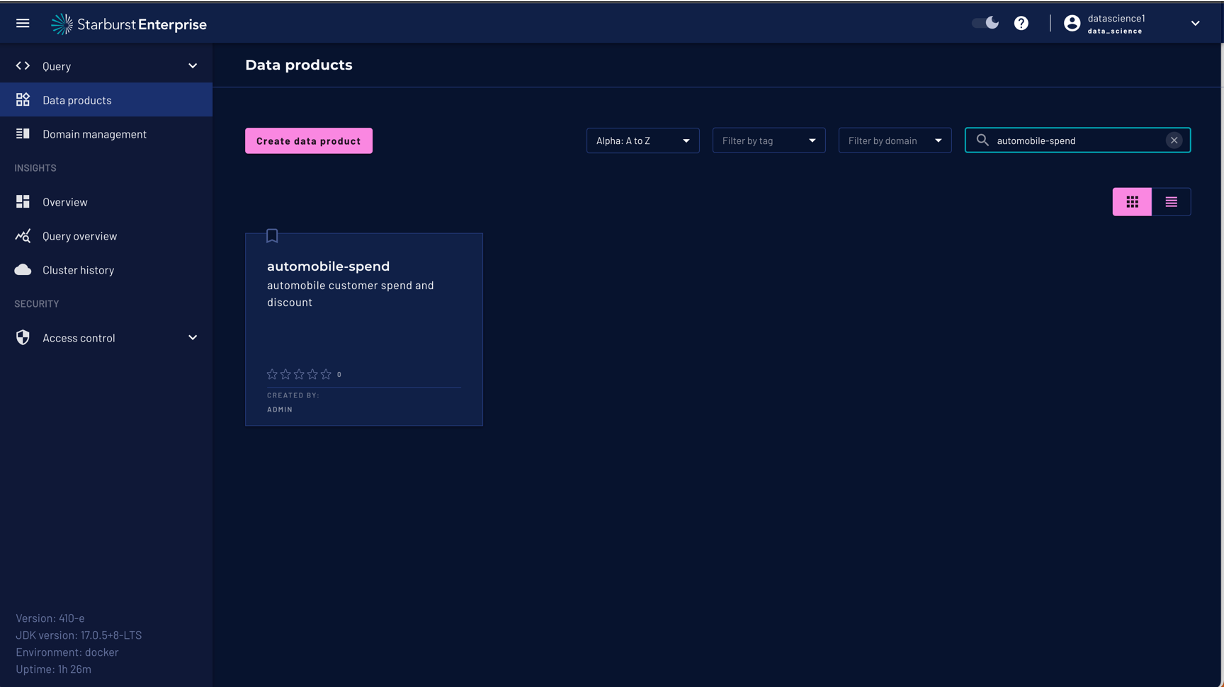 Starburst Enterprise
datascience1
data_science
Query
Data products
Domain management
INSIGHTS
Overview
Query overview
Cluster history
SECURITY
Access control
Version: 410-e
JDK version: 17.0.5+8-LTS
Environment: docker
Uptime: 1h 26m
Data products
Create data product
Alpha: A to Z
Filter by tag
Filter by domain
automobile-spend
automobile-spend
automobile customer spend and
discount
0
CREATED BY:
ADMIN